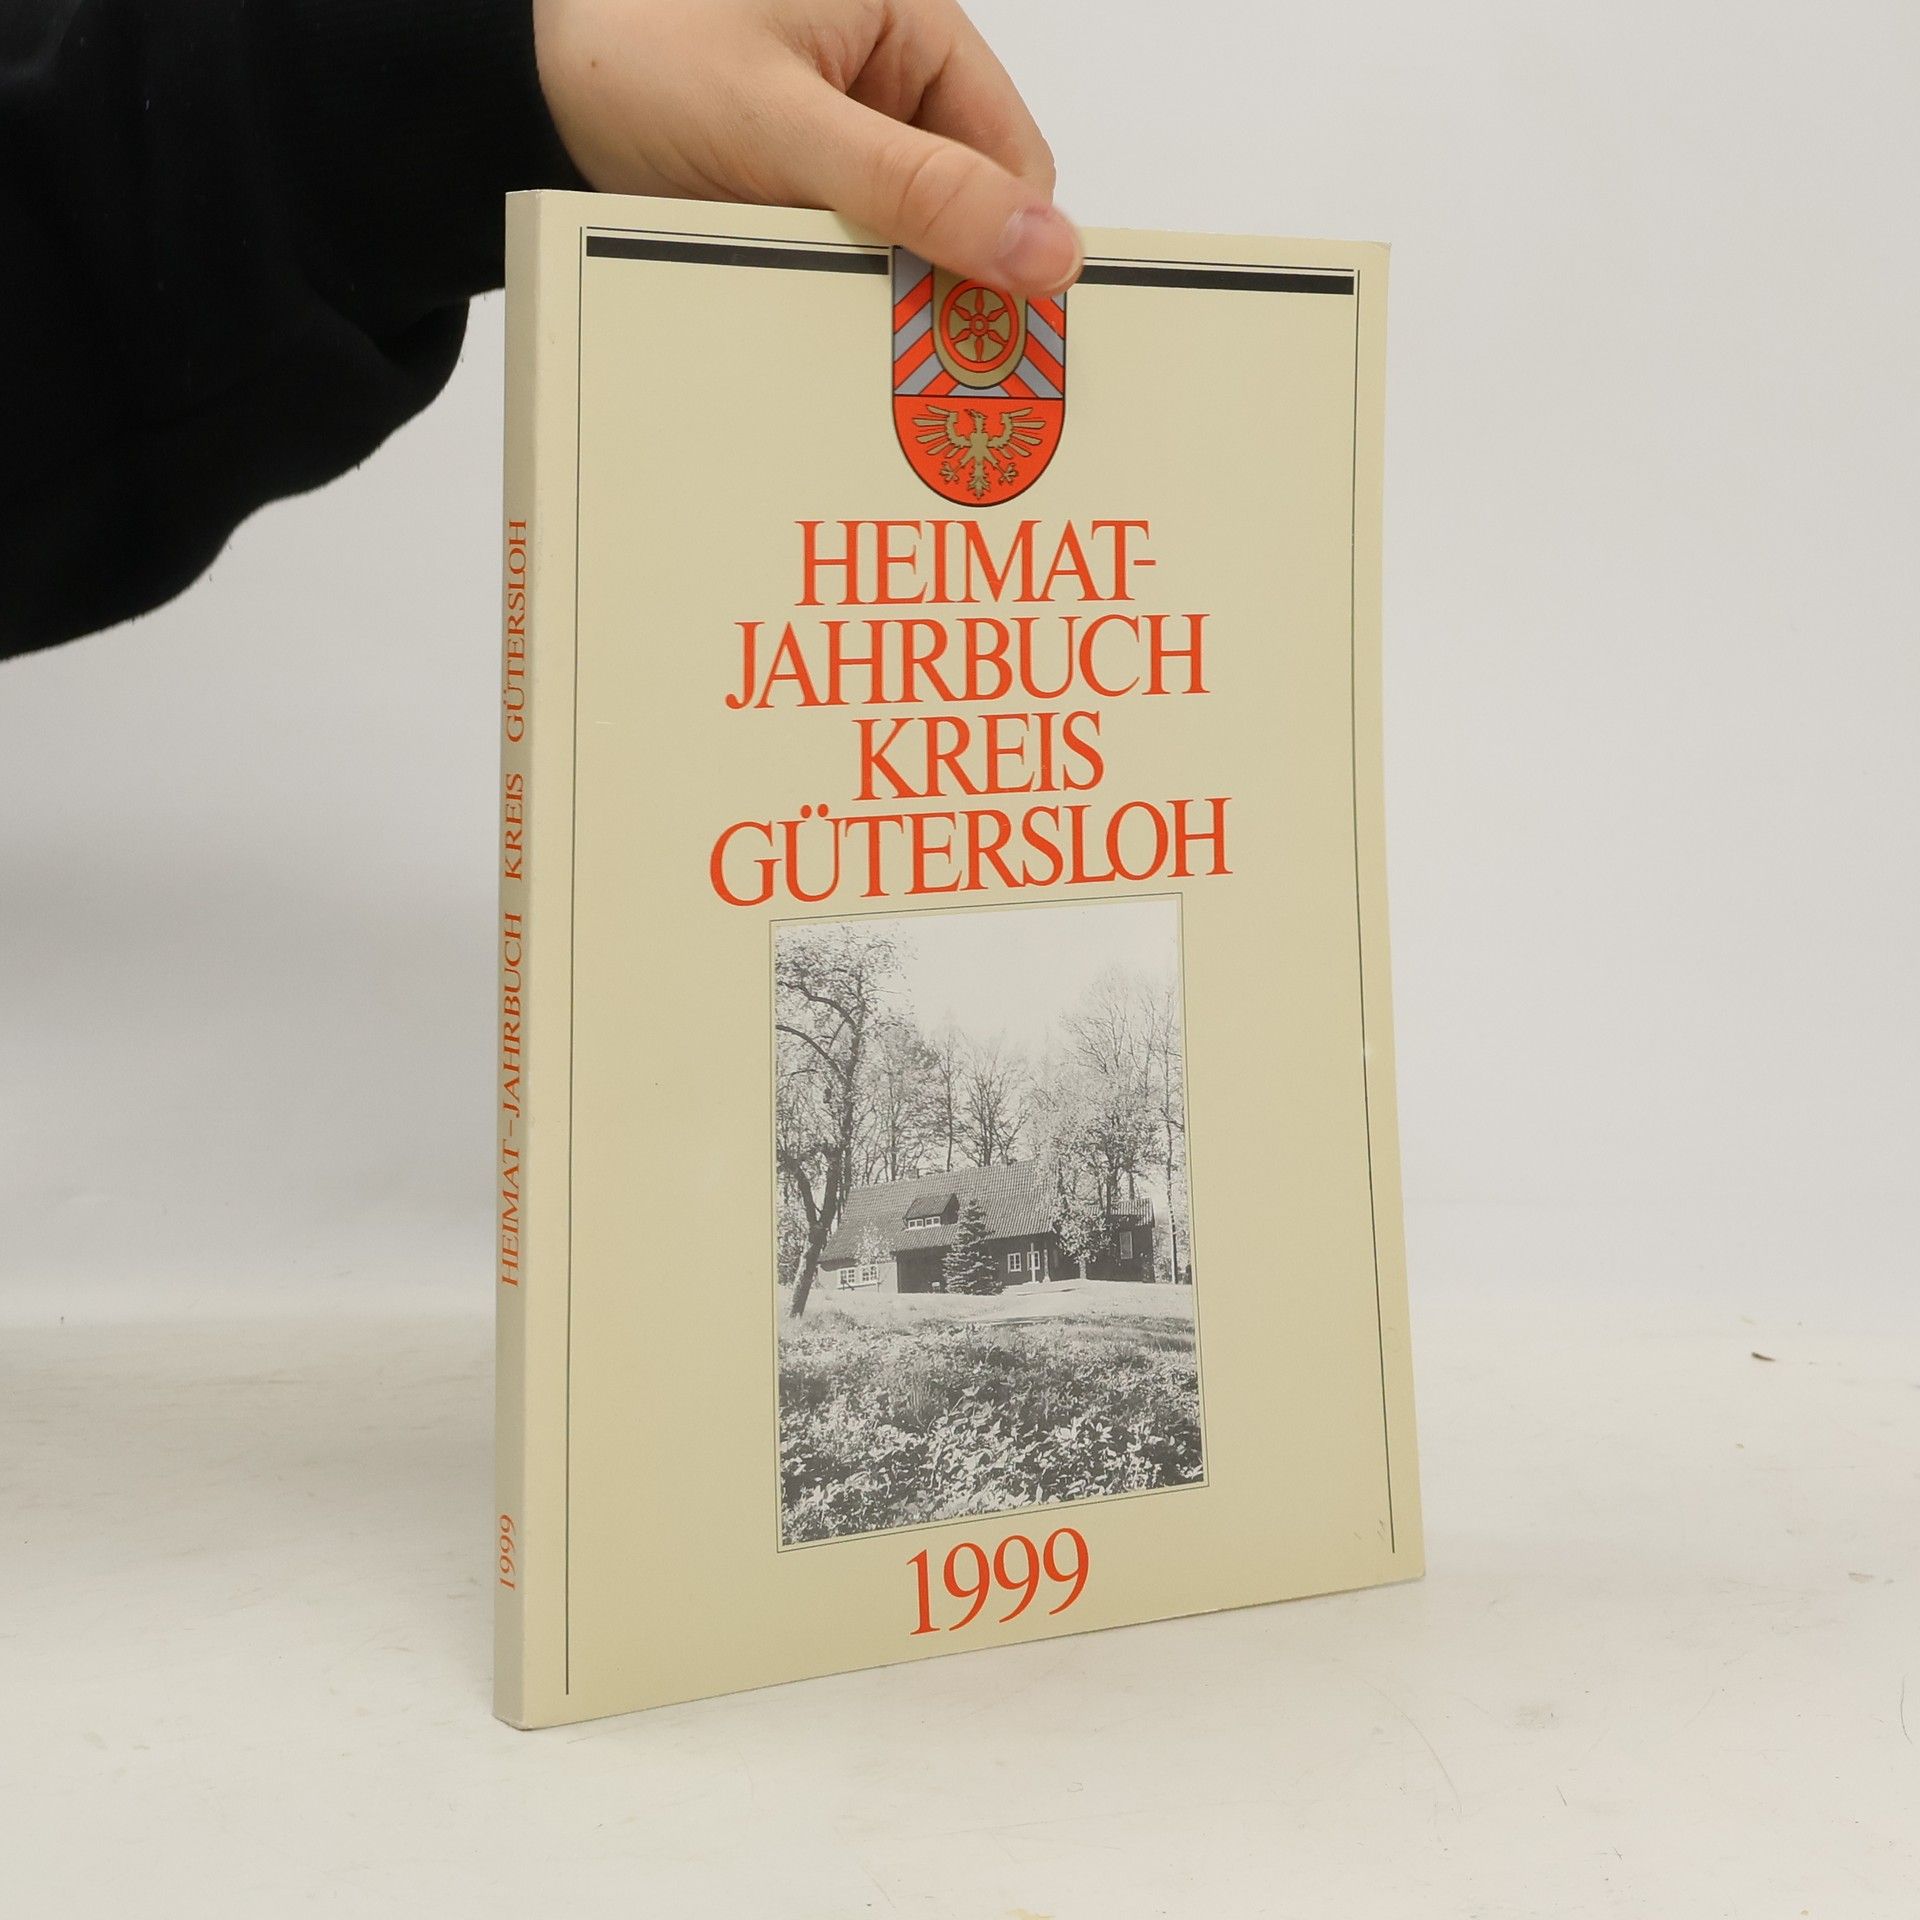 HEIMAT-
JAHRBUCH
KREIS
GÜTERSLOH
1999
HEIMAT-JAHRBUCH KREIS GÜTERSLOH
1999